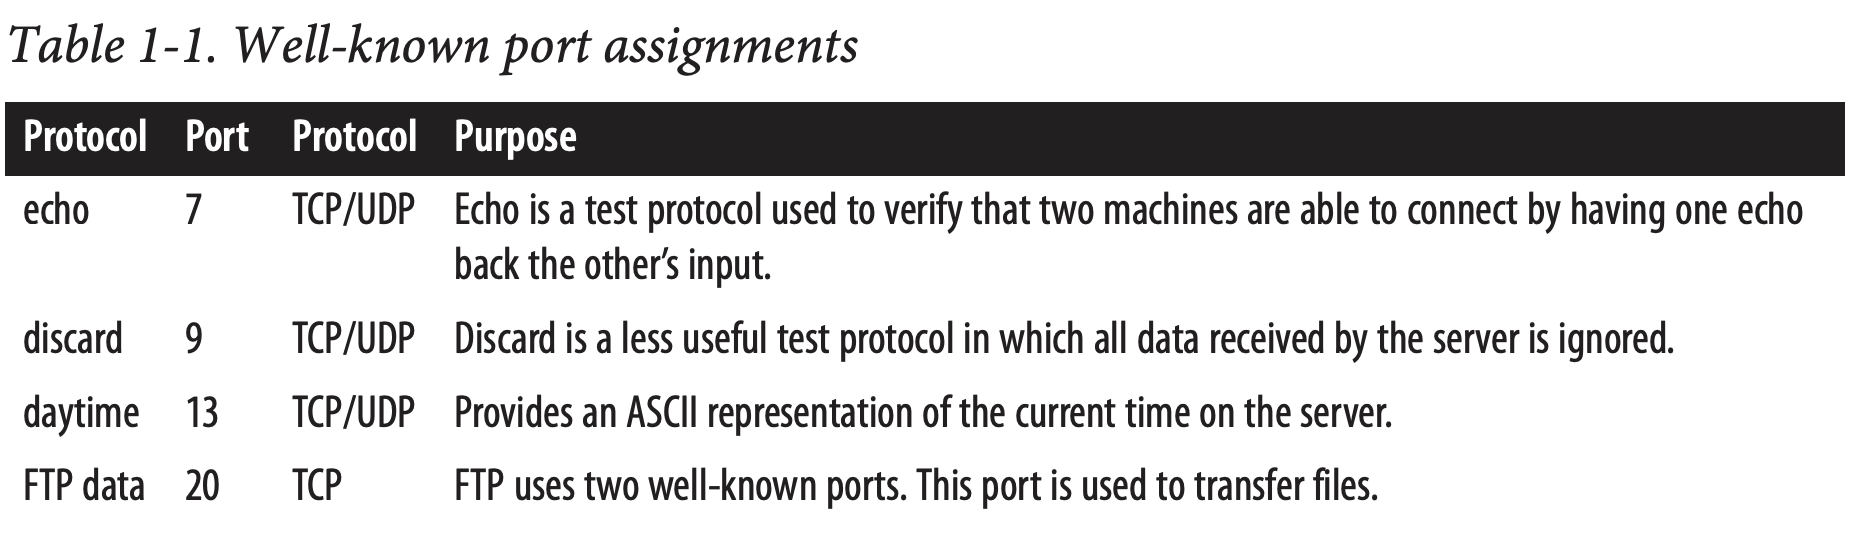 Table 1-1. Well-known port assignments
Protocol Port Protocol Purpose
echo 7 TCP/UDP Echo is a test protocol used to verify that two machines are able to connect by having one echo
back the other’s input.
discard 9 TCP/UDP Discard is a less useful test protocol in which all data received by the server is ignored.
daytime 13 TCP/UDP Provides an ASCII representation of the current time on the server.
FTP data 20 TCP FTP uses two well-known ports. This port is used to transfer files.